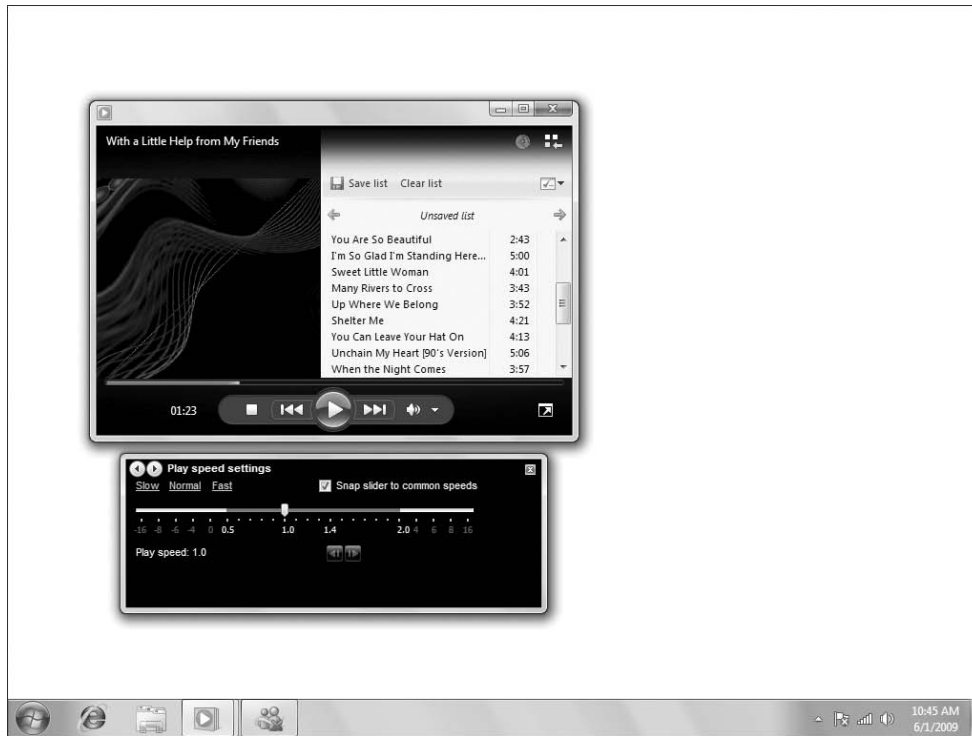 With a Little Help from My Friends
Save list Clear list
Unsaved list
You Are So Beautiful 2:43
I'm So Glad I'm Standing Here... 5:00
Sweet Little Woman 4:01
Many Rivers to Cross 3:43
Up Where We Belong 3:52
Shelter Me 4:21
You Can Leave Your Hat On 4:13
Unchain My Heart [90's Version] 5:06
When the Night Comes 3:57
01:23
Play speed settings
Slow Normal Fast Snap slider to common speeds
-16 -8 -6 -4 0 0.5 1.0 1.4 2.0 4 6 8 16
Play speed: 1.0
10:45 AM
6/1/2009